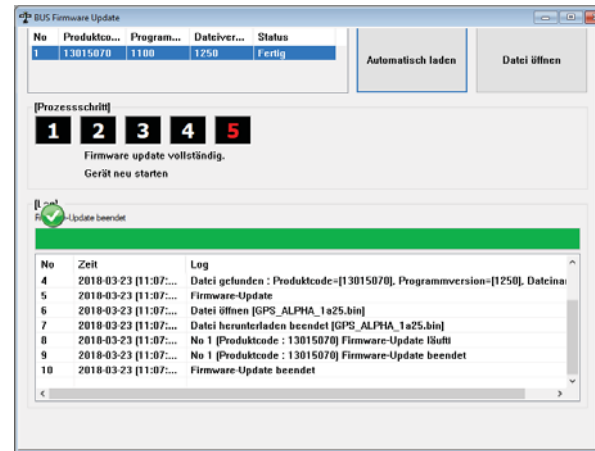 BUS Firmware Update
No Produktco... Program... Dateiver... Status
1 13015070 1100 1250 Fertig
Automatisch laden
Datei öffnen
[Prozessschritt]
1 2 3 4 5
Firmware update vollständig.
Gerät neu starten
-Update beendet
No Zeit Log
4 2018-03-23 [11:07:... Datei gefunden : Produktcode=[13015070], Programmversion=[1250], Dateinai
5 2018-03-23 [11:07:... Firmware-Update
6 2018-03-23 [11:07:... Datei öffnen [GPS_ALPHA_1a25.bin]
7 2018-03-23 [11:07:... Datei herunterladen beendet [GPS_ALPHA_1a25.bin]
8 2018-03-23 [11:07:... No 1 (Produktcode : 13015070) Firmware-Update läuft!
9 2018-03-23 [11:07:... No 1 (Produktcode : 13015070) Firmware-Update beendet
10 2018-03-23 [11:07:... Firmware-Update beendet